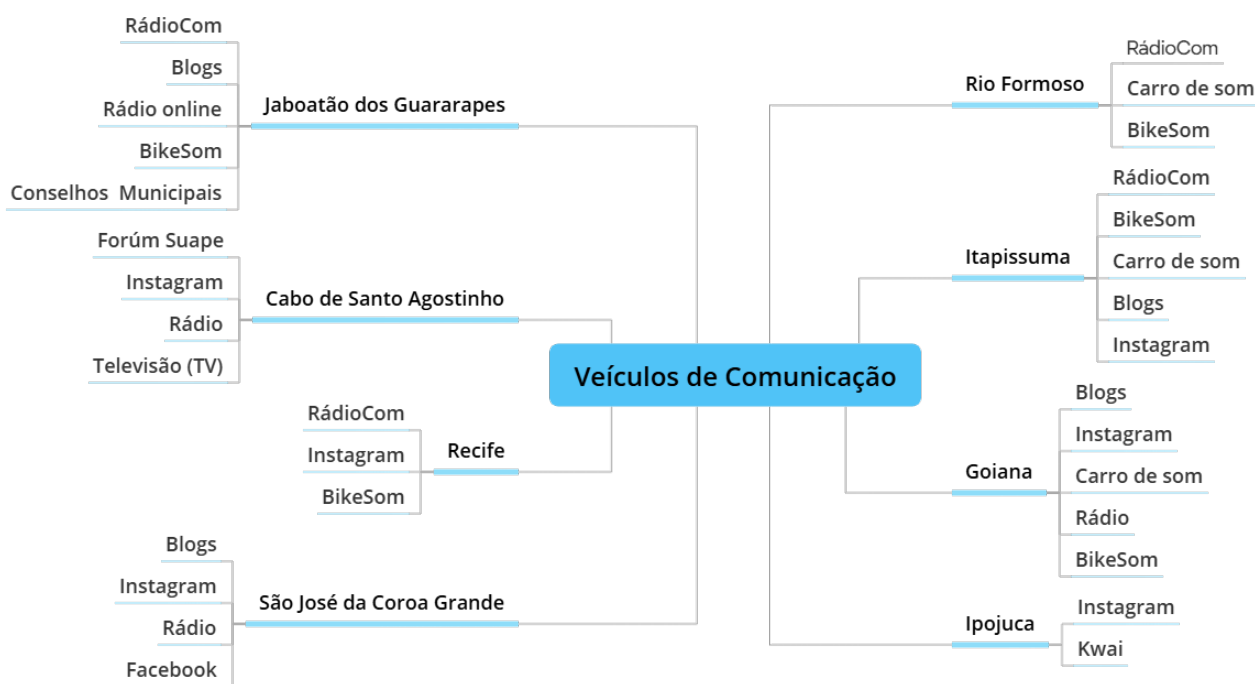 Veículos de Comunicação
Jaboatão dos Guararapes
RádioCom
Blogs
Rádio online
BikeSom
Conselhos  Municipais
Cabo de Santo Agostinho
Forúm Suape
Instagram
Rádio
Televisão (TV)
Recife
RádioCom
Instagram
BikeSom
São José da Coroa Grande
Blogs
Instagram
Rádio
Facebook
Rio Formoso
RádioCom
Carro de som
BikeSom
Itapissuma
RádioCom
BikeSom
Carro de som
Blogs
Instagram
Goiana
Blogs
Instagram
Carro de som
Rádio
BikeSom
Ipojuca
Instagram
Kwai